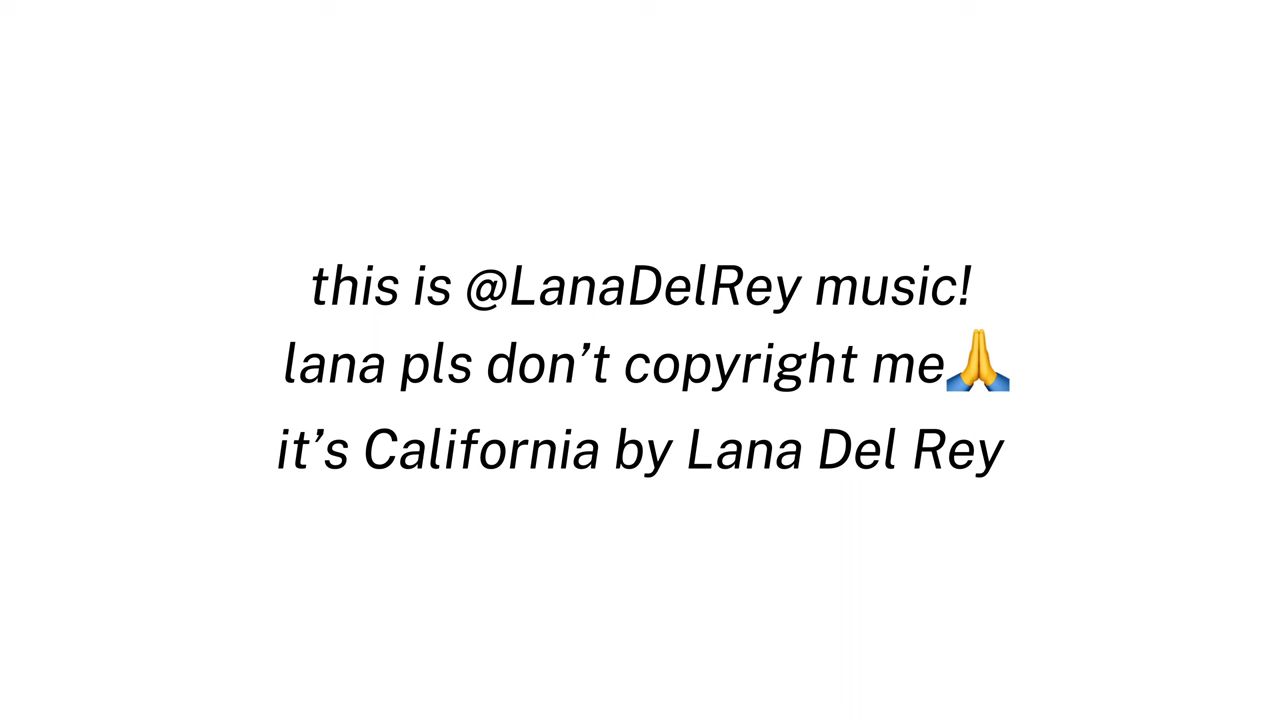 this is @LanaDelRey music!
lana pls don’t copyright me🙏
it’s California by Lana Del Rey